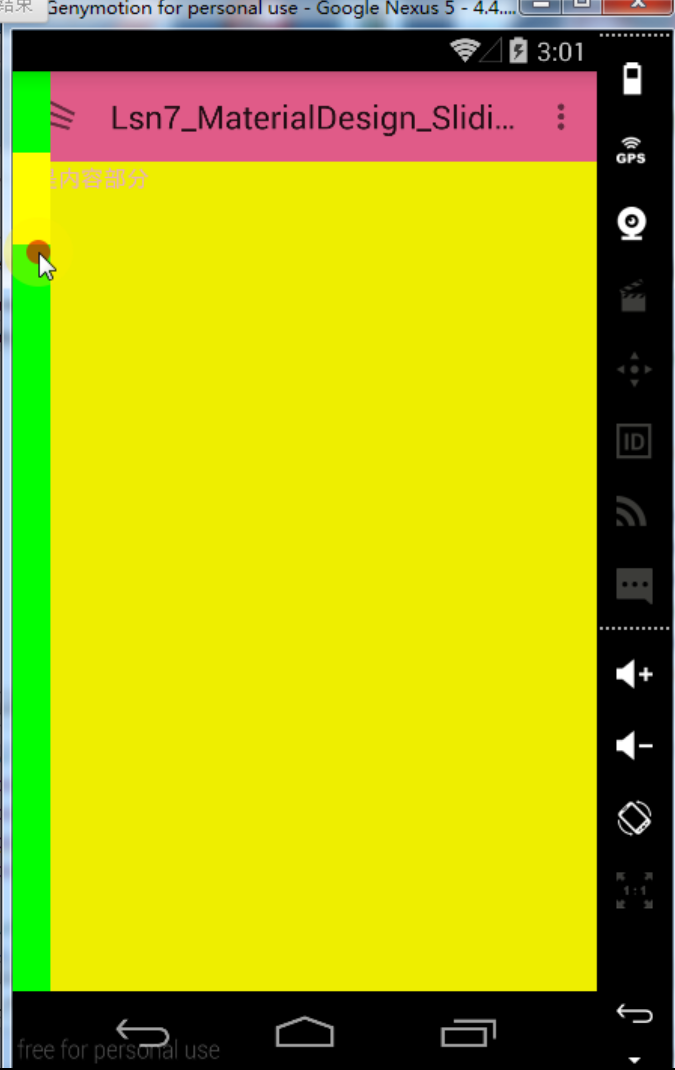 结果
Genymotion for personal use - Google Nexus 5 - 4.4....
3:01
Lsn7_MaterialDesign_Slidi...
是内容部分
GPS
ID
1:1
free for personal use